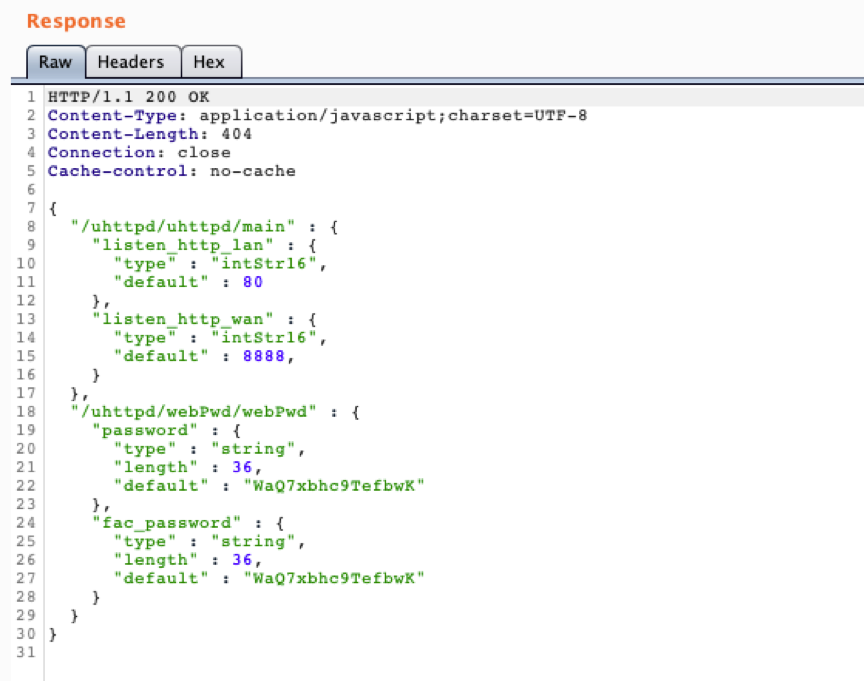 Response
Raw Headers Hex
1 HTTP/1.1 200 OK
2 Content-Type: application/javascript;charset=UTF-8
3 Content-Length: 404
4 Connection: close
5 Cache-control: no-cache
6
7 {
8   "/uhttpd/uhttpd/main" : {
9     "listen_http_lan" : {
10       "type" : "intStr16",
11       "default" : 80
12     },
13     "listen_http_wan" : {
14       "type" : "intStr16",
15       "default" : 8888,
16     }
17   },
18   "/uhttpd/webPwd/webPwd" : {
19     "password" : {
20       "type" : "string",
21       "length" : 36,
22       "default" : "WaQ7xbhc9TefbwK"
23     },
24     "fac_password" : {
25       "type" : "string",
26       "length" : 36,
27       "default" : "WaQ7xbhc9TefbwK"
28     }
29   }
30 }
31